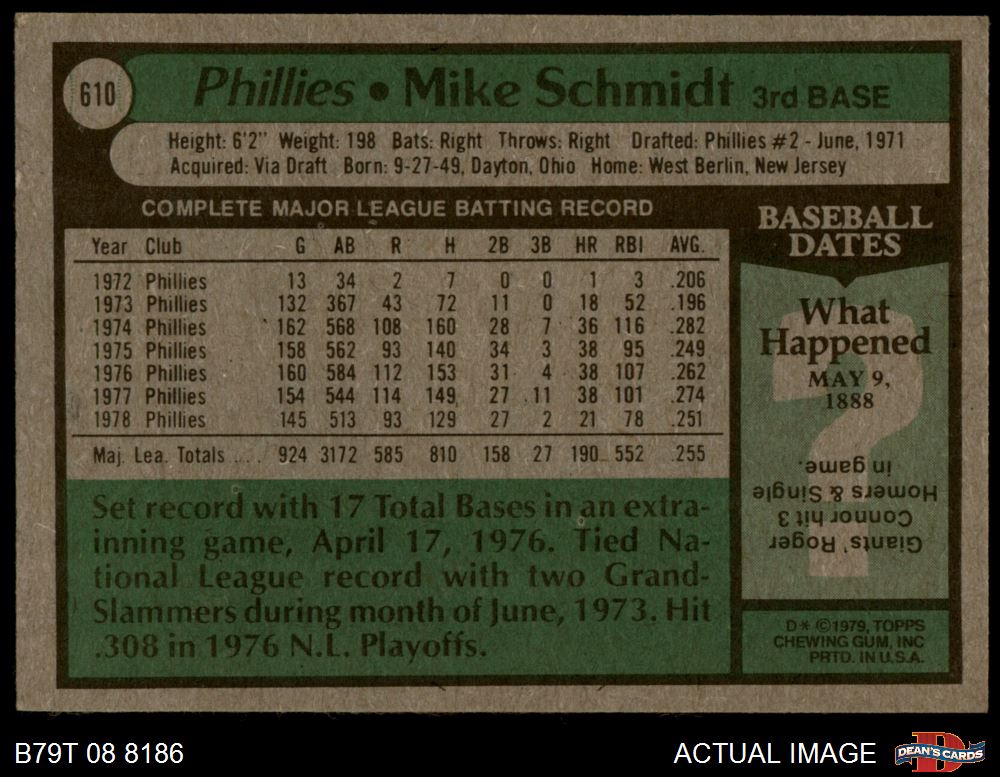 610
Phillies • Mike Schmidt 3rd BASE
Height: 6'2" Weight: 198 Bats: Right Throws: Right Drafted: Phillies #2 - June, 1971
Acquired: Via Draft Born: 9-27-49, Dayton, Ohio Home: West Berlin, New Jersey
COMPLETE MAJOR LEAGUE BATTING RECORD
Year Club G AB R H 2B 3B HR RBI AVG.
1972 Phillies 13 34 2 7 0 0 1 3 .206
1973 Phillies 132 367 43 72 11 0 18 52 .196
1974 Phillies 162 568 108 160 28 7 36 116 .282
1975 Phillies 158 562 93 140 34 3 38 95 .249
1976 Phillies 160 584 112 153 31 4 38 107 .262
1977 Phillies 154 544 114 149 27 11 38 101 .274
1978 Phillies 145 513 93 129 27 2 21 78 .251
Maj. Lea. Totals .... 924 3172 585 810 158 27 190 552 .255
Set record with 17 Total Bases in an extra-
inning game, April 17, 1976. Tied Na-
tional League record with two Grand-
Slammers during month of June, 1973. Hit
.308 in 1976 N.L. Playoffs.
BASEBALL
DATES
What
Happened
MAY 9,
1888
?
Giants' Roger
Connor hit 3
Homers & Single
in game.
D* ©1979, TOPPS
CHEWING GUM, INC
PRTD. IN U.S.A.
B79T 08 8186
ACTUAL IMAGE
D
DEAN'S CARDS